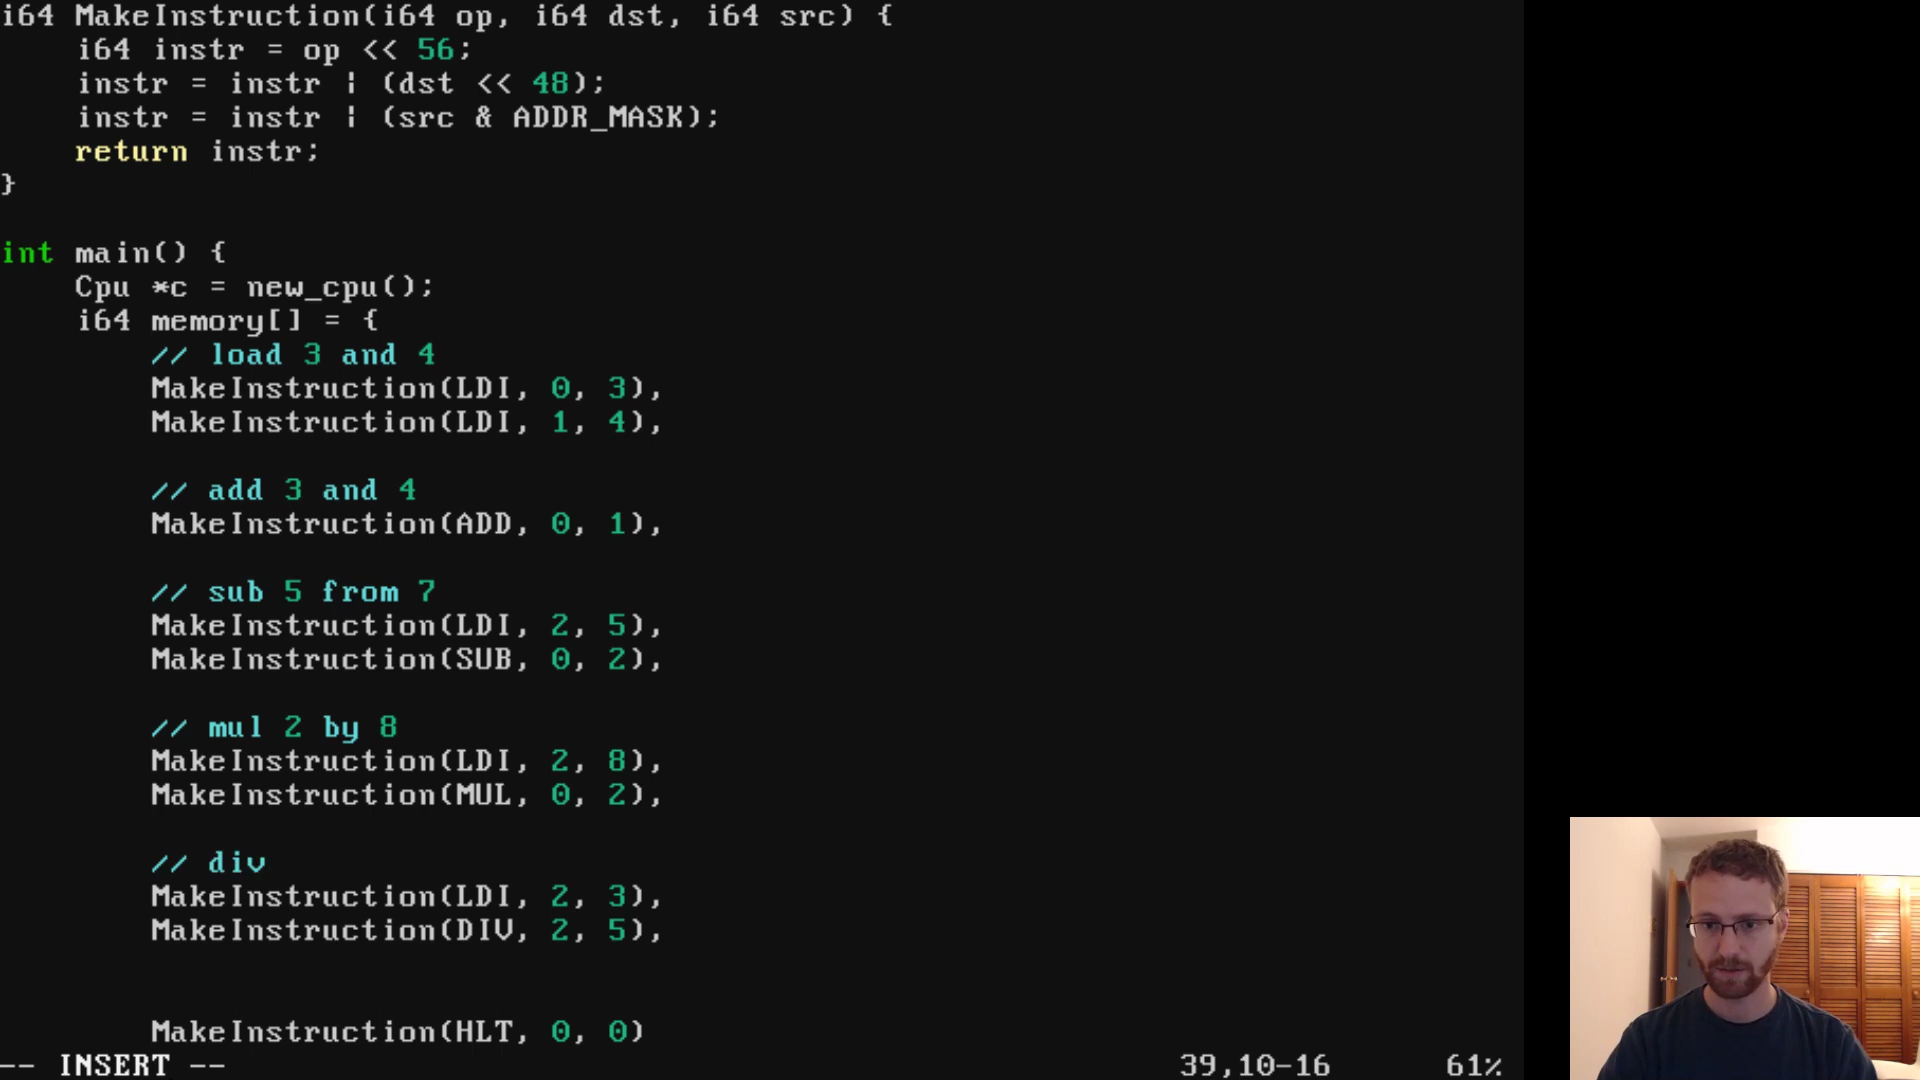 i64 MakeInstruction(i64 op, i64 dst, i64 src) {
    i64 instr = op << 56;
    instr = instr | (dst << 48);
    instr = instr | (src & ADDR_MASK);
    return instr;
}
int main() {
    Cpu *c = new_cpu();
    i64 memory[] = {
        // load 3 and 4
        MakeInstruction(LDI, 0, 3),
        MakeInstruction(LDI, 1, 4),
        // add 3 and 4
        MakeInstruction(ADD, 0, 1),
        // sub 5 from 7
        MakeInstruction(LDI, 2, 5),
        MakeInstruction(SUB, 0, 2),
        // mul 2 by 8
        MakeInstruction(LDI, 2, 8),
        MakeInstruction(MUL, 0, 2),
        // div
        MakeInstruction(LDI, 2, 3),
        MakeInstruction(DIV, 2, 5),
        MakeInstruction(HLT, 0, 0)
-- INSERT -- 39,10-16 61%